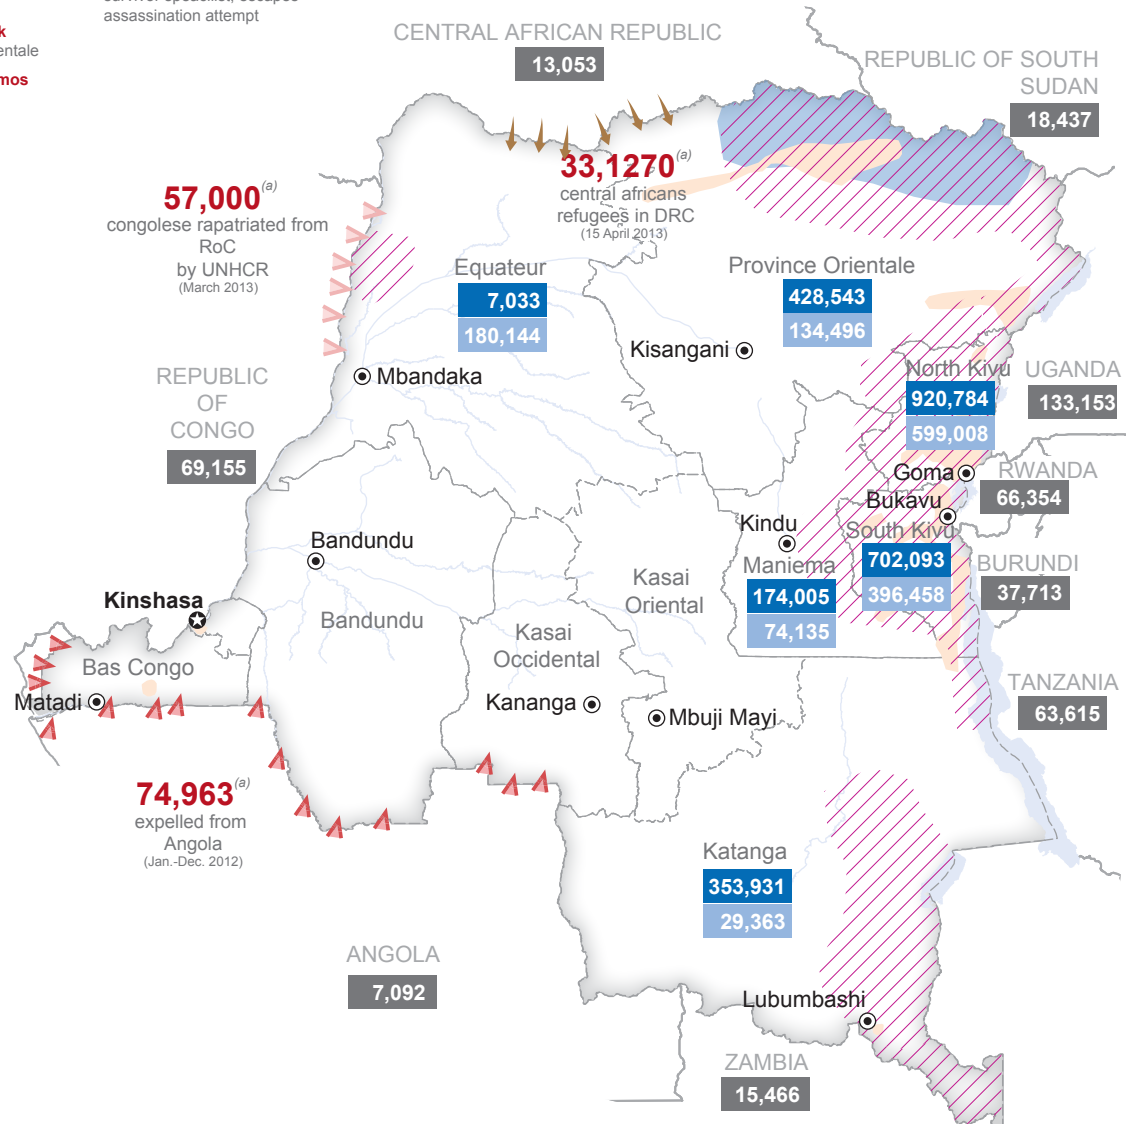 assassination attempt
entale
mos
CENTRAL AFRICAN REPUBLIC
13,053
REPUBLIC OF SOUTH
SUDAN
18,437
57,000(a)
congolese rapatriated from
RoC
by UNHCR
(March 2013)
33,1270(a)
central africans
refugees in DRC
(15 April 2013)
Equateur
7,033
180,144
Province Orientale
428,543
134,496
Kisangani
Mbandaka
REPUBLIC
OF
CONGO
69,155
North Kivu
920,784
599,008
UGANDA
133,153
Goma
RWANDA
66,354
Bukavu
South Kivu
702,093
396,458
Kindu
Maniema
174,005
74,135
BURUNDI
37,713
Bandundu
Bandundu
Kasai
Oriental
Kasai
Occidental
Kinshasa
Bas Congo
Matadi
Kananga
Mbuji Mayi
TANZANIA
63,615
74,963(a)
expelled from
Angola
(Jan.-Dec. 2012)
Katanga
353,931
29,363
ANGOLA
7,092
Lubumbashi
ZAMBIA
15,466